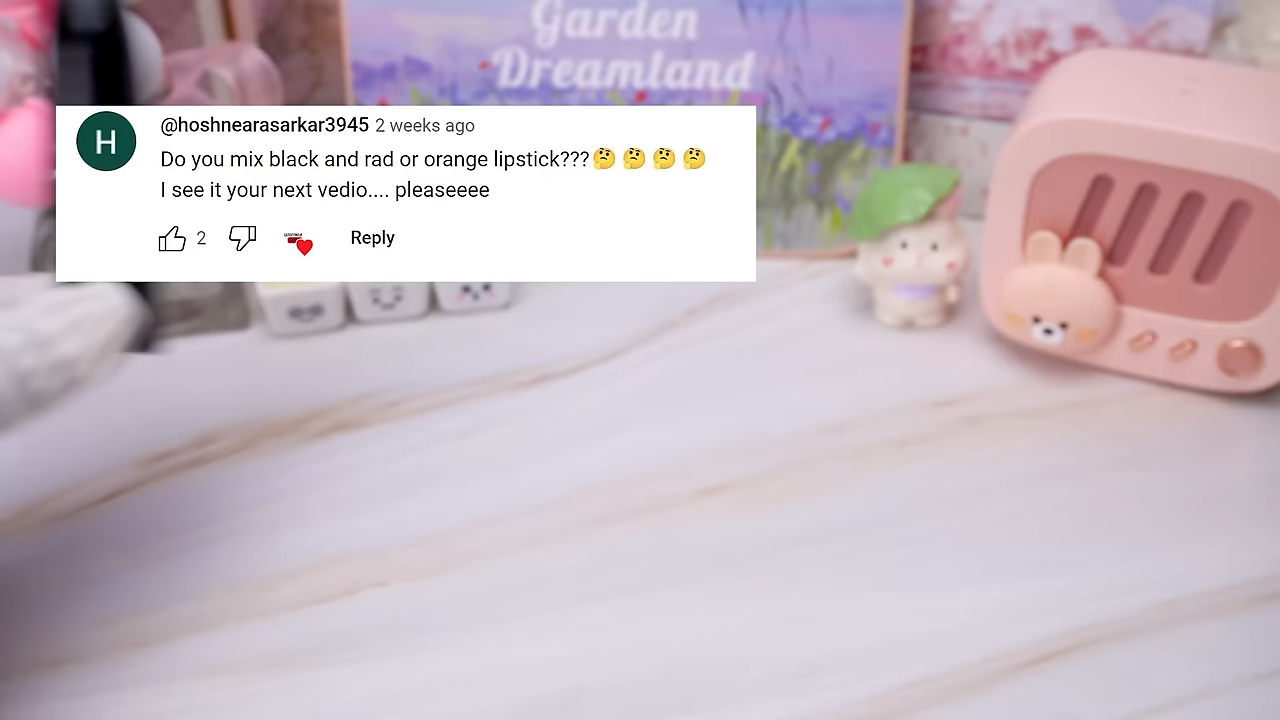 Garden
Dreamland
@hoshnearasarkar3945 2 weeks ago
Do you mix black and rad or orange lipstick???🤔🤔🤔🤔
I see it your next vedio.... pleaseeee
H
2
Reply